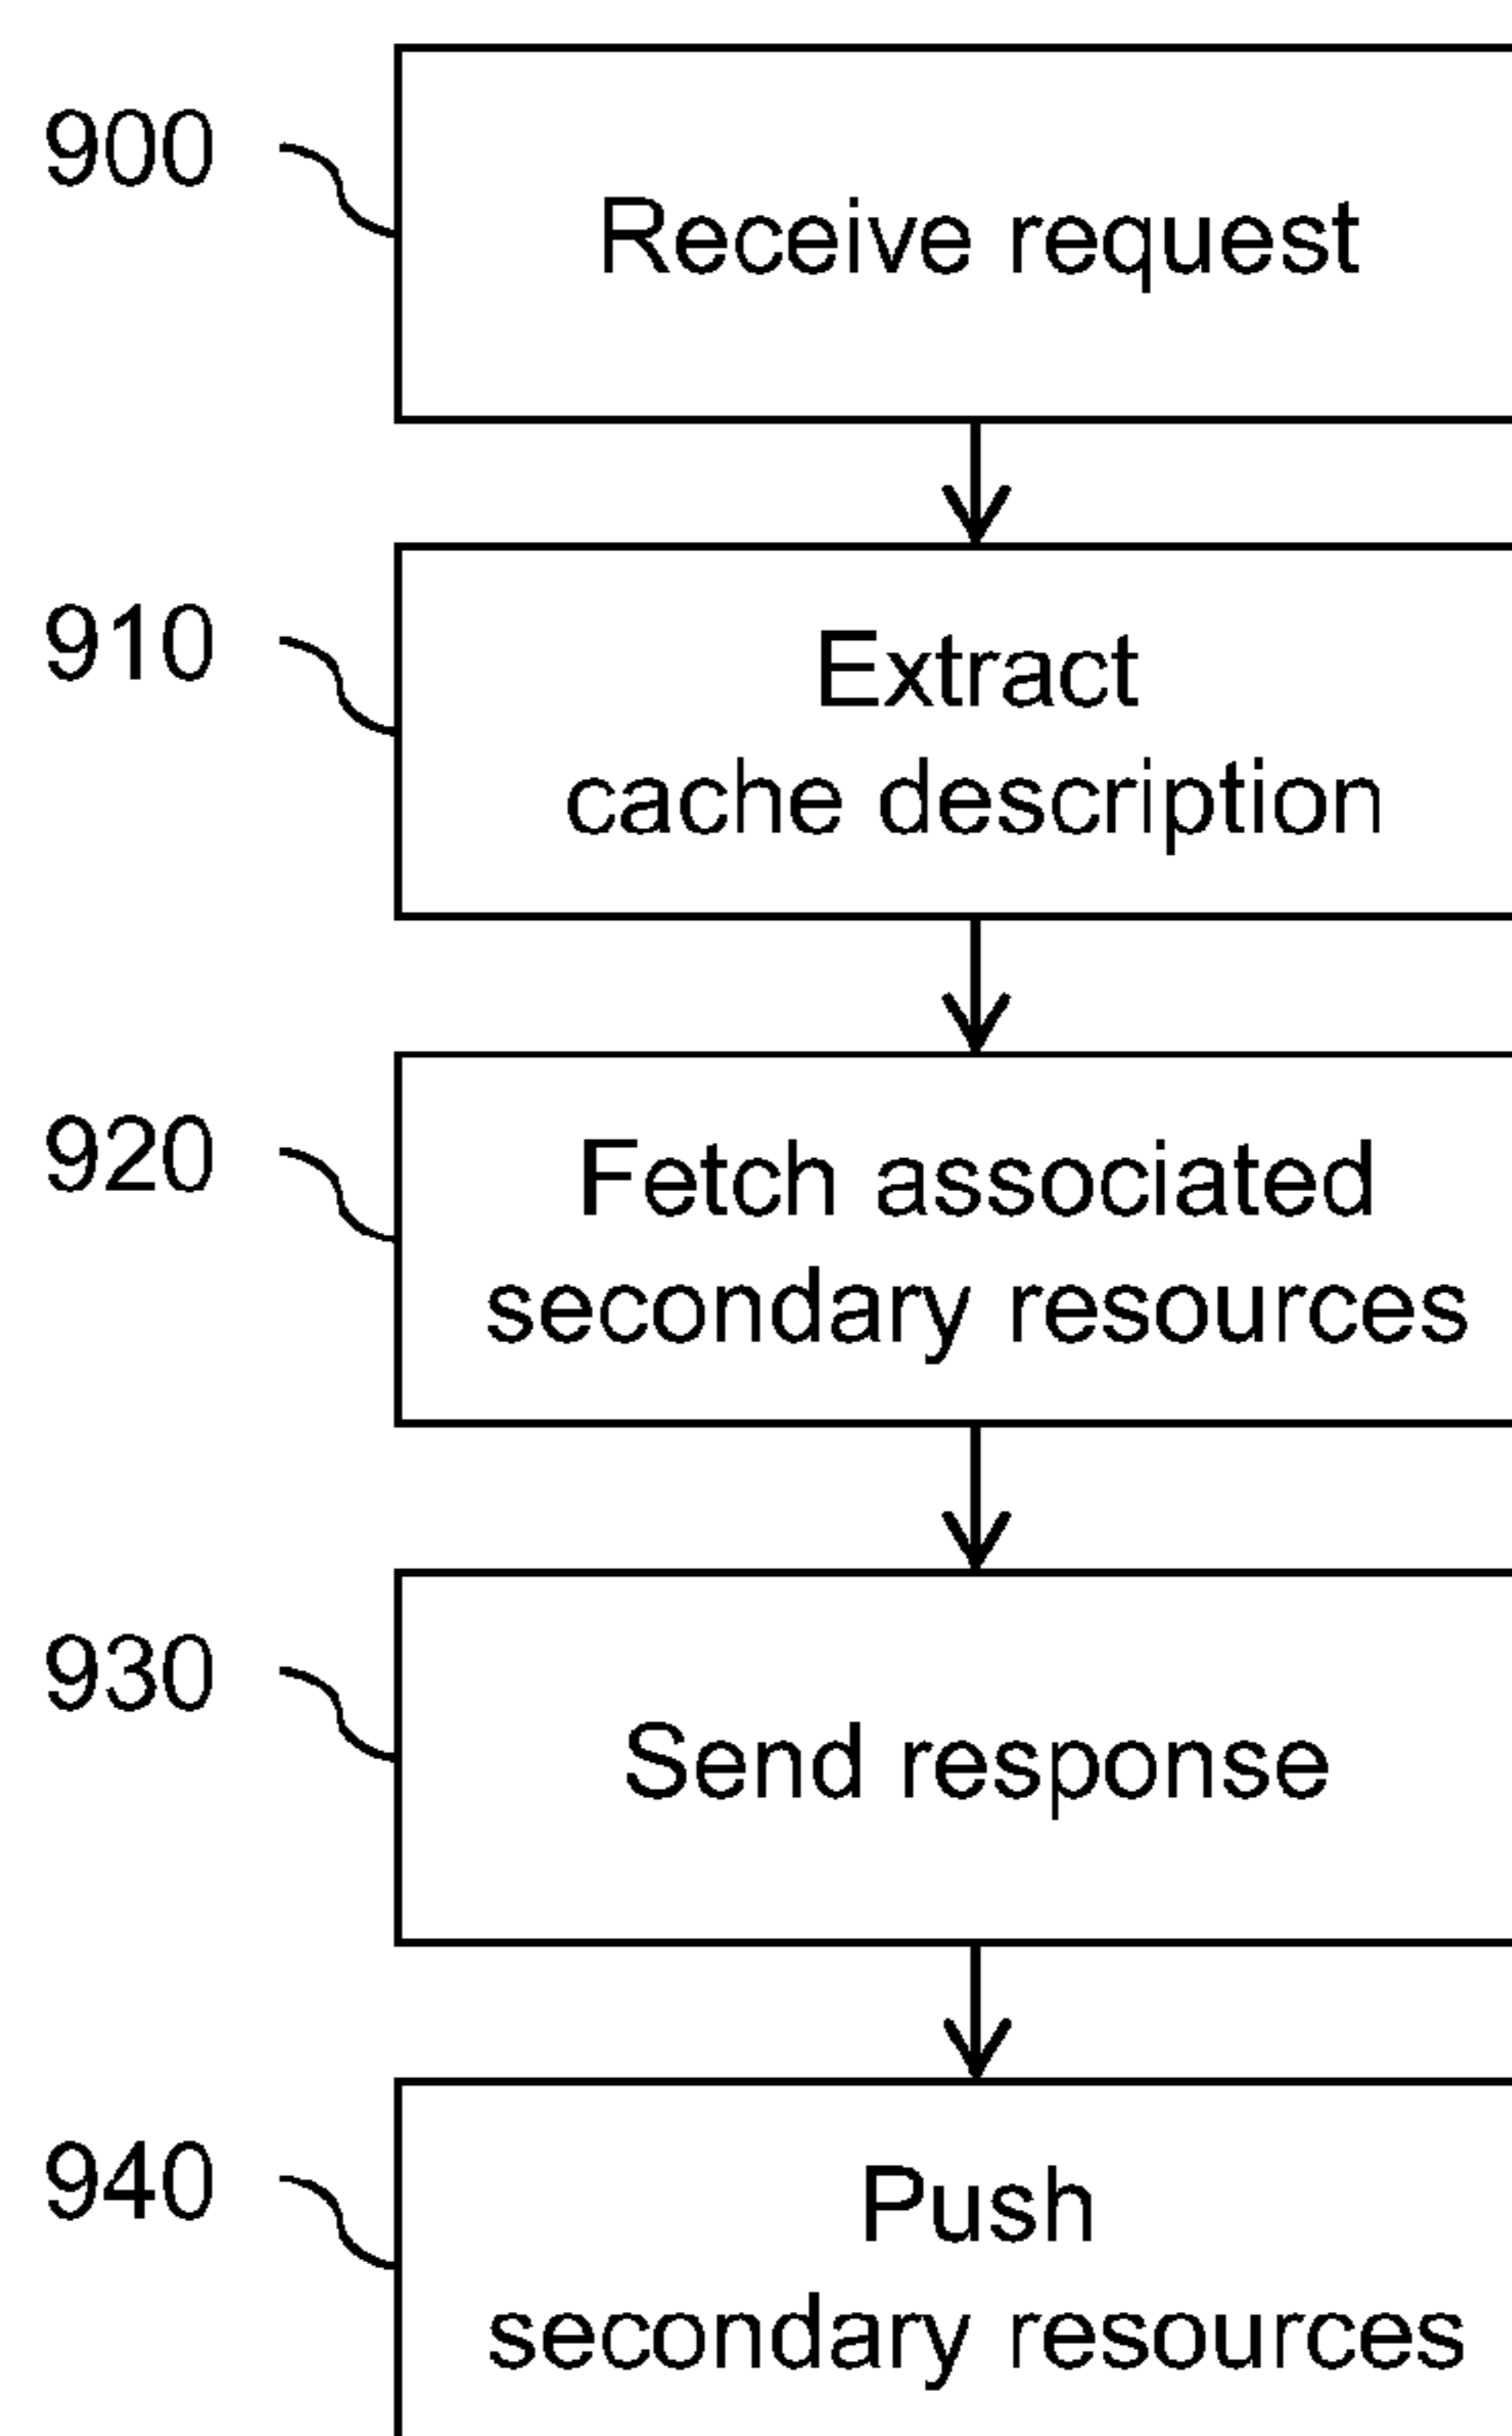 900
Receive request
910
Extract
cache description
920
Fetch associated
secondary resources
930
Send response
940
Push
secondary resources